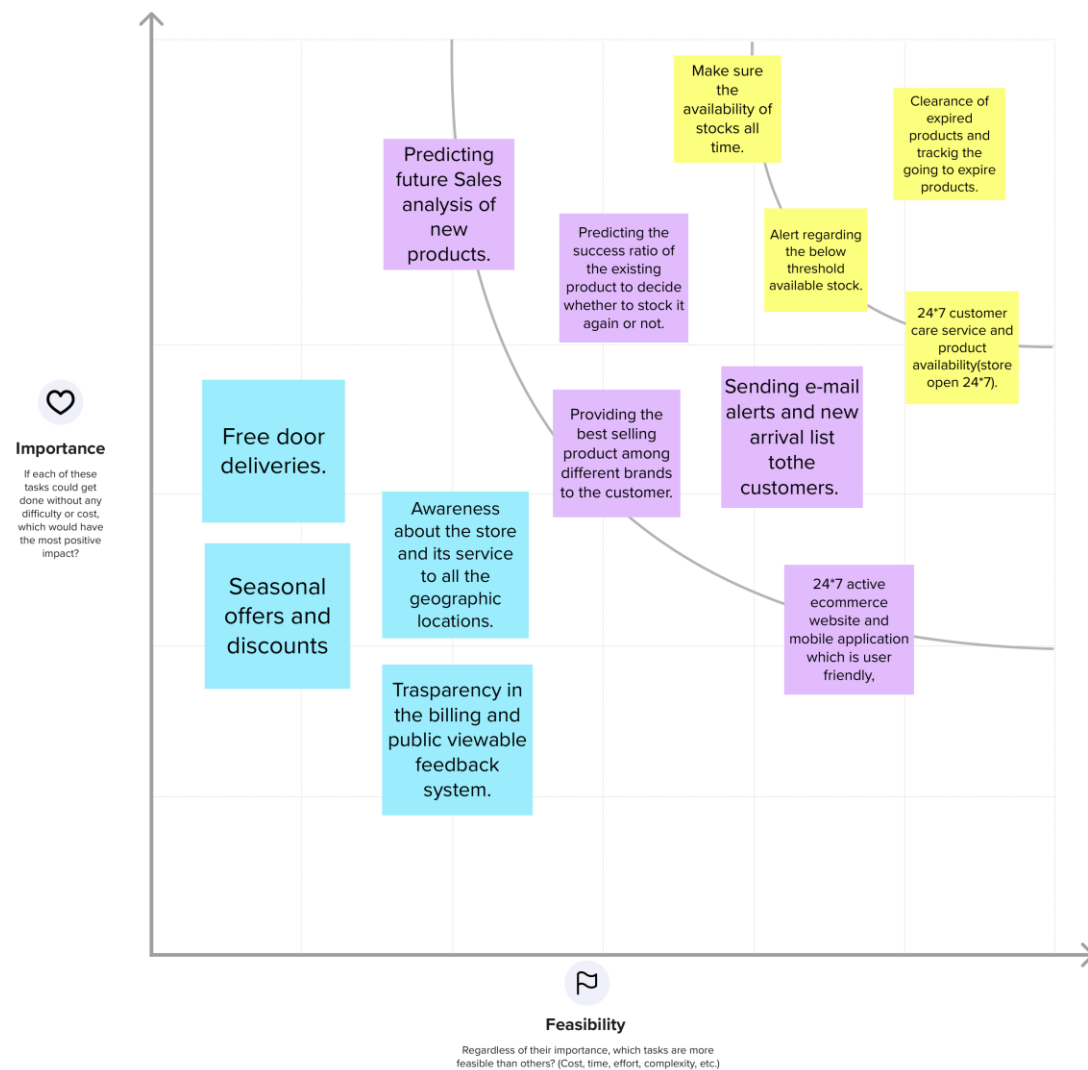 Make sure
the
availability of
stocks all
time.
Clearance of
expired
products and
trackig the
going to expire
products.
Predicting
future Sales
analysis of
new
products.
Predicting the
success ratio of
the existing
product to decide
whether to stock it
again or not.
Alert regarding
the below
threshold
available stock.
24*7 customer
care service and
product
availability(store
open 24*7).
Free door
deliveries.
Providing the
best selling
product among
different brands
to the customer.
Sending e-mail
alerts and new
arrival list
tothe
customers.
Importance
If each of these
tasks could get
done without any
difficulty or cost,
which would have
the most positive
impact?
Awareness
about the store
and its service
to all the
geographic
locations.
Seasonal
offers and
discounts
24*7 active
ecommerce
website and
mobile application
which is user
friendly,
Trasparency in
the billing and
public viewable
feedback
system.
Feasibility
Regardless of their importance, which tasks are more
feasible than others? (Cost, time, effort, complexity, etc.)